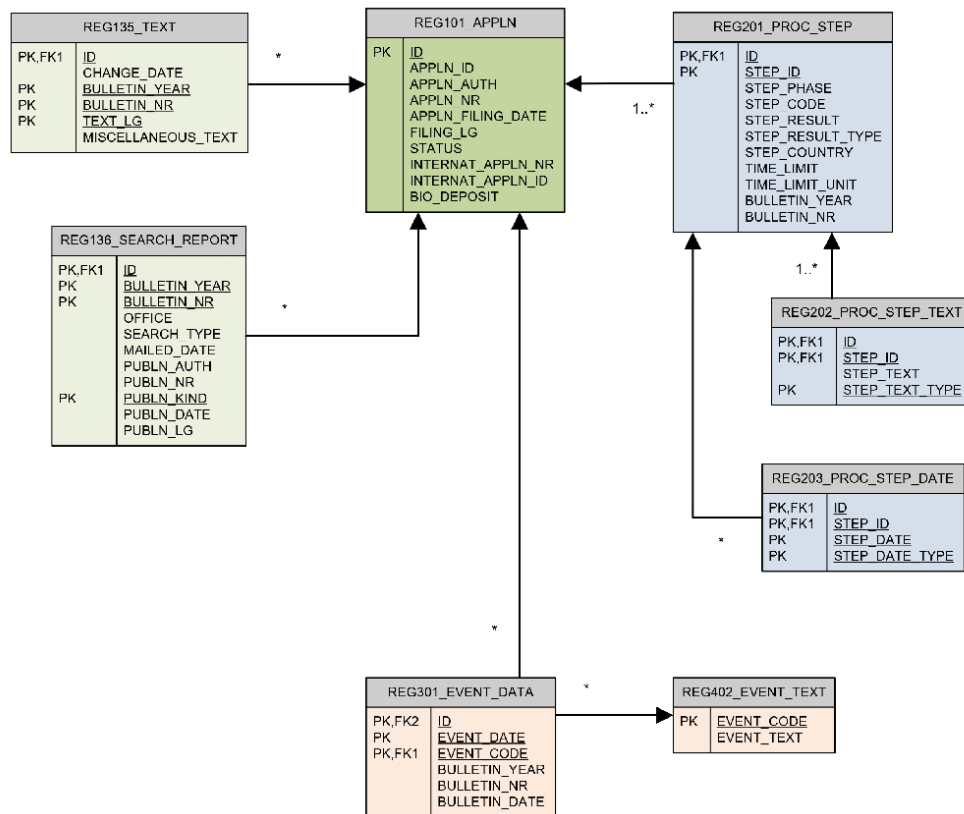 REG135_TEXT
PK,FK1 ID
CHANGE_DATE
PK BULLETIN_YEAR
PK BULLETIN_NR
PK TEXT_LG
MISCELLANEOUS_TEXT
*
REG101_APPLN
PK ID
APPLN_ID
APPLN_AUTH
APPLN_NR
APPLN_FILING_DATE
FILING_LG
STATUS
INTERNAT_APPLN_NR
INTERNAT_APPLN_ID
BIO_DEPOSIT
1..*
REG201_PROC_STEP
PK,FK1 ID
PK STEP_ID
STEP_PHASE
STEP_CODE
STEP_RESULT
STEP_RESULT_TYPE
STEP_COUNTRY
TIME_LIMIT
TIME_LIMIT_UNIT
BULLETIN_YEAR
BULLETIN_NR
REG136_SEARCH_REPORT
PK,FK1 ID
PK BULLETIN_YEAR
PK BULLETIN_NR
OFFICE
SEARCH_TYPE
MAILED_DATE
PUBLN_AUTH
PUBLN_NR
PK PUBLN_KIND
PUBLN_DATE
PUBLN_LG
*
1..*
REG202_PROC_STEP_TEXT
PK,FK1 ID
PK,FK1 STEP_ID
STEP_TEXT
PK STEP_TEXT_TYPE
REG203_PROC_STEP_DATE
PK,FK1 ID
PK,FK1 STEP_ID
PK STEP_DATE
PK STEP_DATE_TYPE
*
*
REG301_EVENT_DATA
PK,FK2 ID
PK EVENT_DATE
PK,FK1 EVENT_CODE
BULLETIN_YEAR
BULLETIN_NR
BULLETIN_DATE
*
REG402_EVENT_TEXT
PK EVENT_CODE
EVENT_TEXT